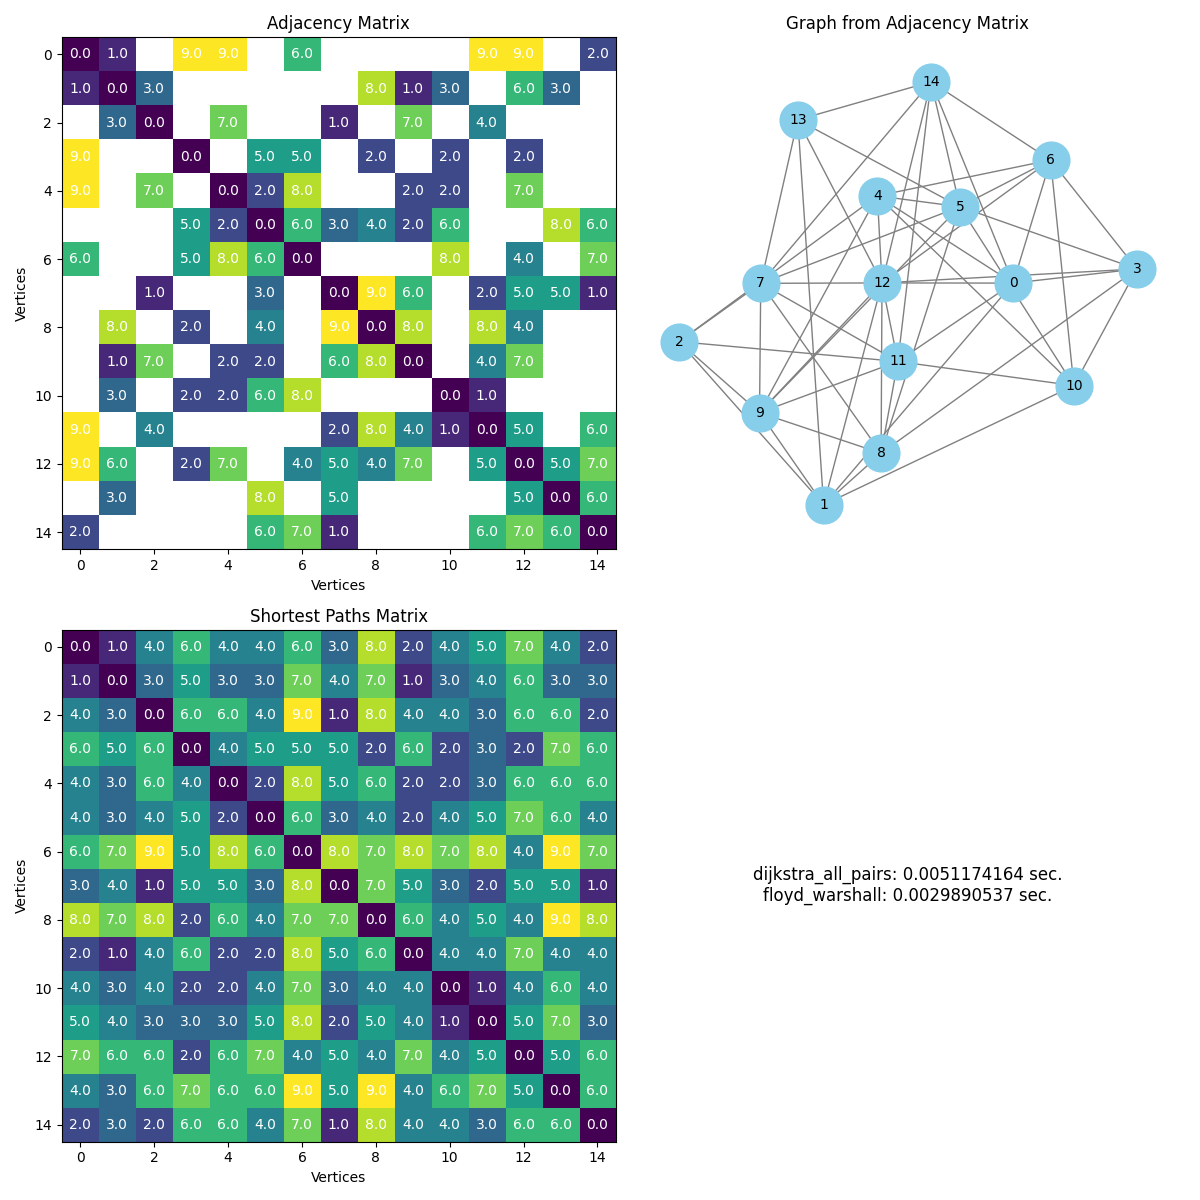 Adjacency Matrix
0 0.0 1.0 9.0 9.0 6.0 9.0 9.0 2.0
1.0 0.0 3.0 8.0 1.0 3.0 6.0 3.0
2 3.0 0.0 7.0 1.0 7.0 4.0
9.0 0.0 5.0 5.0 2.0 2.0 2.0
4 9.0 7.0 0.0 2.0 8.0 2.0 2.0 7.0
5.0 2.0 0.0 6.0 3.0 4.0 2.0 6.0 8.0 6.0
6 6.0 5.0 8.0 6.0 0.0 8.0 4.0 7.0
1.0 3.0 0.0 9.0 6.0 2.0 5.0 5.0 1.0
8 8.0 2.0 4.0 9.0 0.0 8.0 8.0 4.0
1.0 7.0 2.0 2.0 6.0 8.0 0.0 4.0 7.0
10 3.0 2.0 2.0 6.0 8.0 0.0 1.0
9.0 4.0 2.0 8.0 4.0 1.0 0.0 5.0 6.0
12 9.0 6.0 2.0 7.0 4.0 5.0 4.0 7.0 5.0 0.0 5.0 7.0
3.0 8.0 5.0 5.0 0.0 6.0
14 2.0 6.0 7.0 1.0 6.0 7.0 6.0 0.0
0 2 4 6 8 10 12 14
Vertices
Vertices
Graph from Adjacency Matrix
14
13
6
4
5
3
7
12
0
2
11
10
9
8
1
Shortest Paths Matrix
0 0.0 1.0 4.0 6.0 4.0 4.0 6.0 3.0 8.0 2.0 4.0 5.0 7.0 4.0 2.0
1.0 0.0 3.0 5.0 3.0 3.0 7.0 4.0 7.0 1.0 3.0 4.0 6.0 3.0 3.0
2 4.0 3.0 0.0 6.0 6.0 4.0 9.0 1.0 8.0 4.0 4.0 3.0 6.0 6.0 2.0
6.0 5.0 6.0 0.0 4.0 5.0 5.0 5.0 2.0 6.0 2.0 3.0 2.0 7.0 6.0
4 4.0 3.0 6.0 4.0 0.0 2.0 8.0 5.0 6.0 2.0 2.0 3.0 6.0 6.0 6.0
4.0 3.0 4.0 5.0 2.0 0.0 6.0 3.0 4.0 2.0 4.0 5.0 7.0 6.0 4.0
6 6.0 7.0 9.0 5.0 8.0 6.0 0.0 8.0 7.0 8.0 7.0 8.0 4.0 9.0 7.0
3.0 4.0 1.0 5.0 5.0 3.0 8.0 0.0 7.0 5.0 3.0 2.0 5.0 5.0 1.0
8 8.0 7.0 8.0 2.0 6.0 4.0 7.0 7.0 0.0 6.0 4.0 5.0 4.0 9.0 8.0
2.0 1.0 4.0 6.0 2.0 2.0 8.0 5.0 6.0 0.0 4.0 4.0 7.0 4.0 4.0
10 4.0 3.0 4.0 2.0 2.0 4.0 7.0 3.0 4.0 4.0 0.0 1.0 4.0 6.0 4.0
5.0 4.0 3.0 3.0 3.0 5.0 8.0 2.0 5.0 4.0 1.0 0.0 5.0 7.0 3.0
12 7.0 6.0 6.0 2.0 6.0 7.0 4.0 5.0 4.0 7.0 4.0 5.0 0.0 5.0 6.0
4.0 3.0 6.0 7.0 6.0 6.0 9.0 5.0 9.0 4.0 6.0 7.0 5.0 0.0 6.0
14 2.0 3.0 2.0 6.0 6.0 4.0 7.0 1.0 8.0 4.0 4.0 3.0 6.0 6.0 0.0
0 2 4 6 8 10 12 14
Vertices
Vertices
dijkstra_all_pairs: 0.0051174164 sec.
floyd_warshall: 0.0029890537 sec.